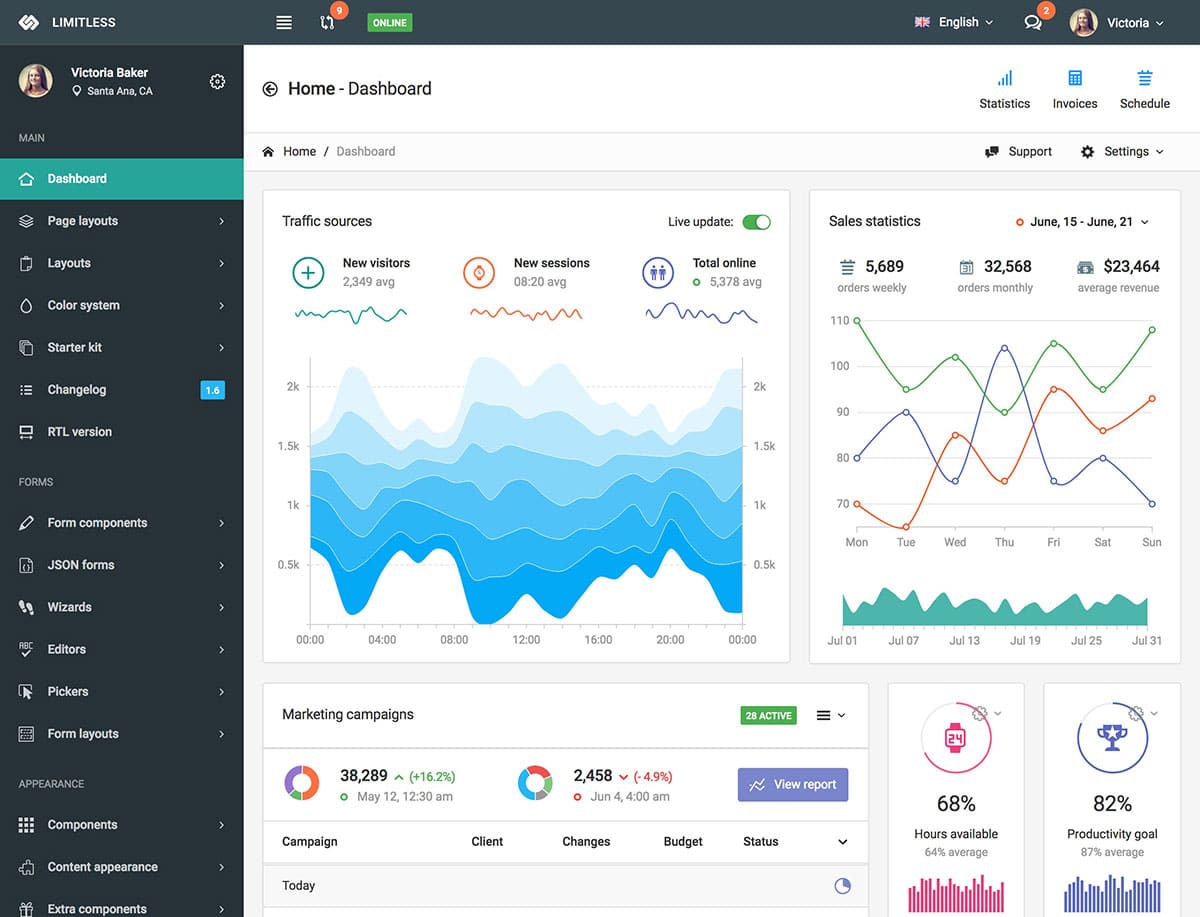 LIMITLESS
9
ONLINE
English
2
Victoria
Victoria Baker
Santa Ana, CA
MAIN
Dashboard
Page layouts
Layouts
Color system
Starter kit
Changelog 1.6
RTL version
FORMS
Form components
JSON forms
Wizards
ABC
Editors
Pickers
Form layouts
APPEARANCE
Components
Content appearance
Extra components
Home - Dashboard
Statistics Invoices Schedule
Home / Dashboard
Support Settings
Traffic sources Live update:
New visitors New sessions Total online
2,349 avg 08:20 avg 5,378 avg
2k 2k
1.5k 1.5k
1k 1k
0.5k 0.5k
00:00 04:00 08:00 12:00 16:00 20:00 00:00
Sales statistics June, 15 - June, 21
5,689 31 32,568 $23,464
orders weekly orders monthly average revenue
110
100
90
80
70
Mon Tue Wed Thu Fri Sat Sun
Jul 01 Jul 07 Jul 13 Jul 19 Jul 25 Jul 31
Marketing campaigns 28 ACTIVE
38,289 (+16.2%) 2,458 (- 4.9%)
May 12, 12:30 am Jun 4, 4:00 am
View report
Campaign Client Changes Budget Status
Today
24
68%
Hours available
64% average
82%
Productivity goal
87% average